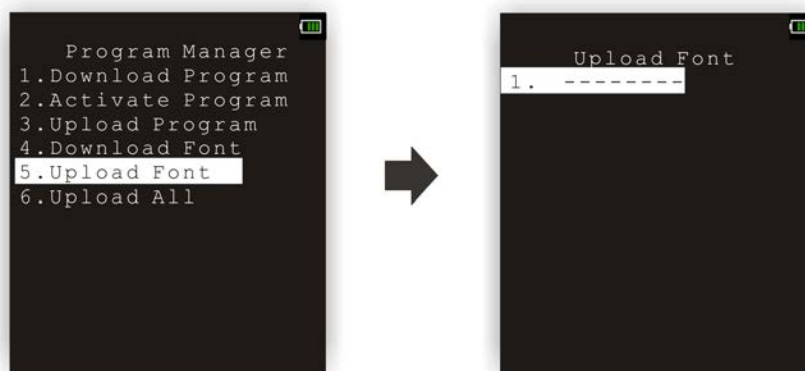 Program Manager
1.Download Program
2.Activate Program
3.Upload Program
4.Download Font
5.Upload Font
6.Upload All
Upload Font
1. --------